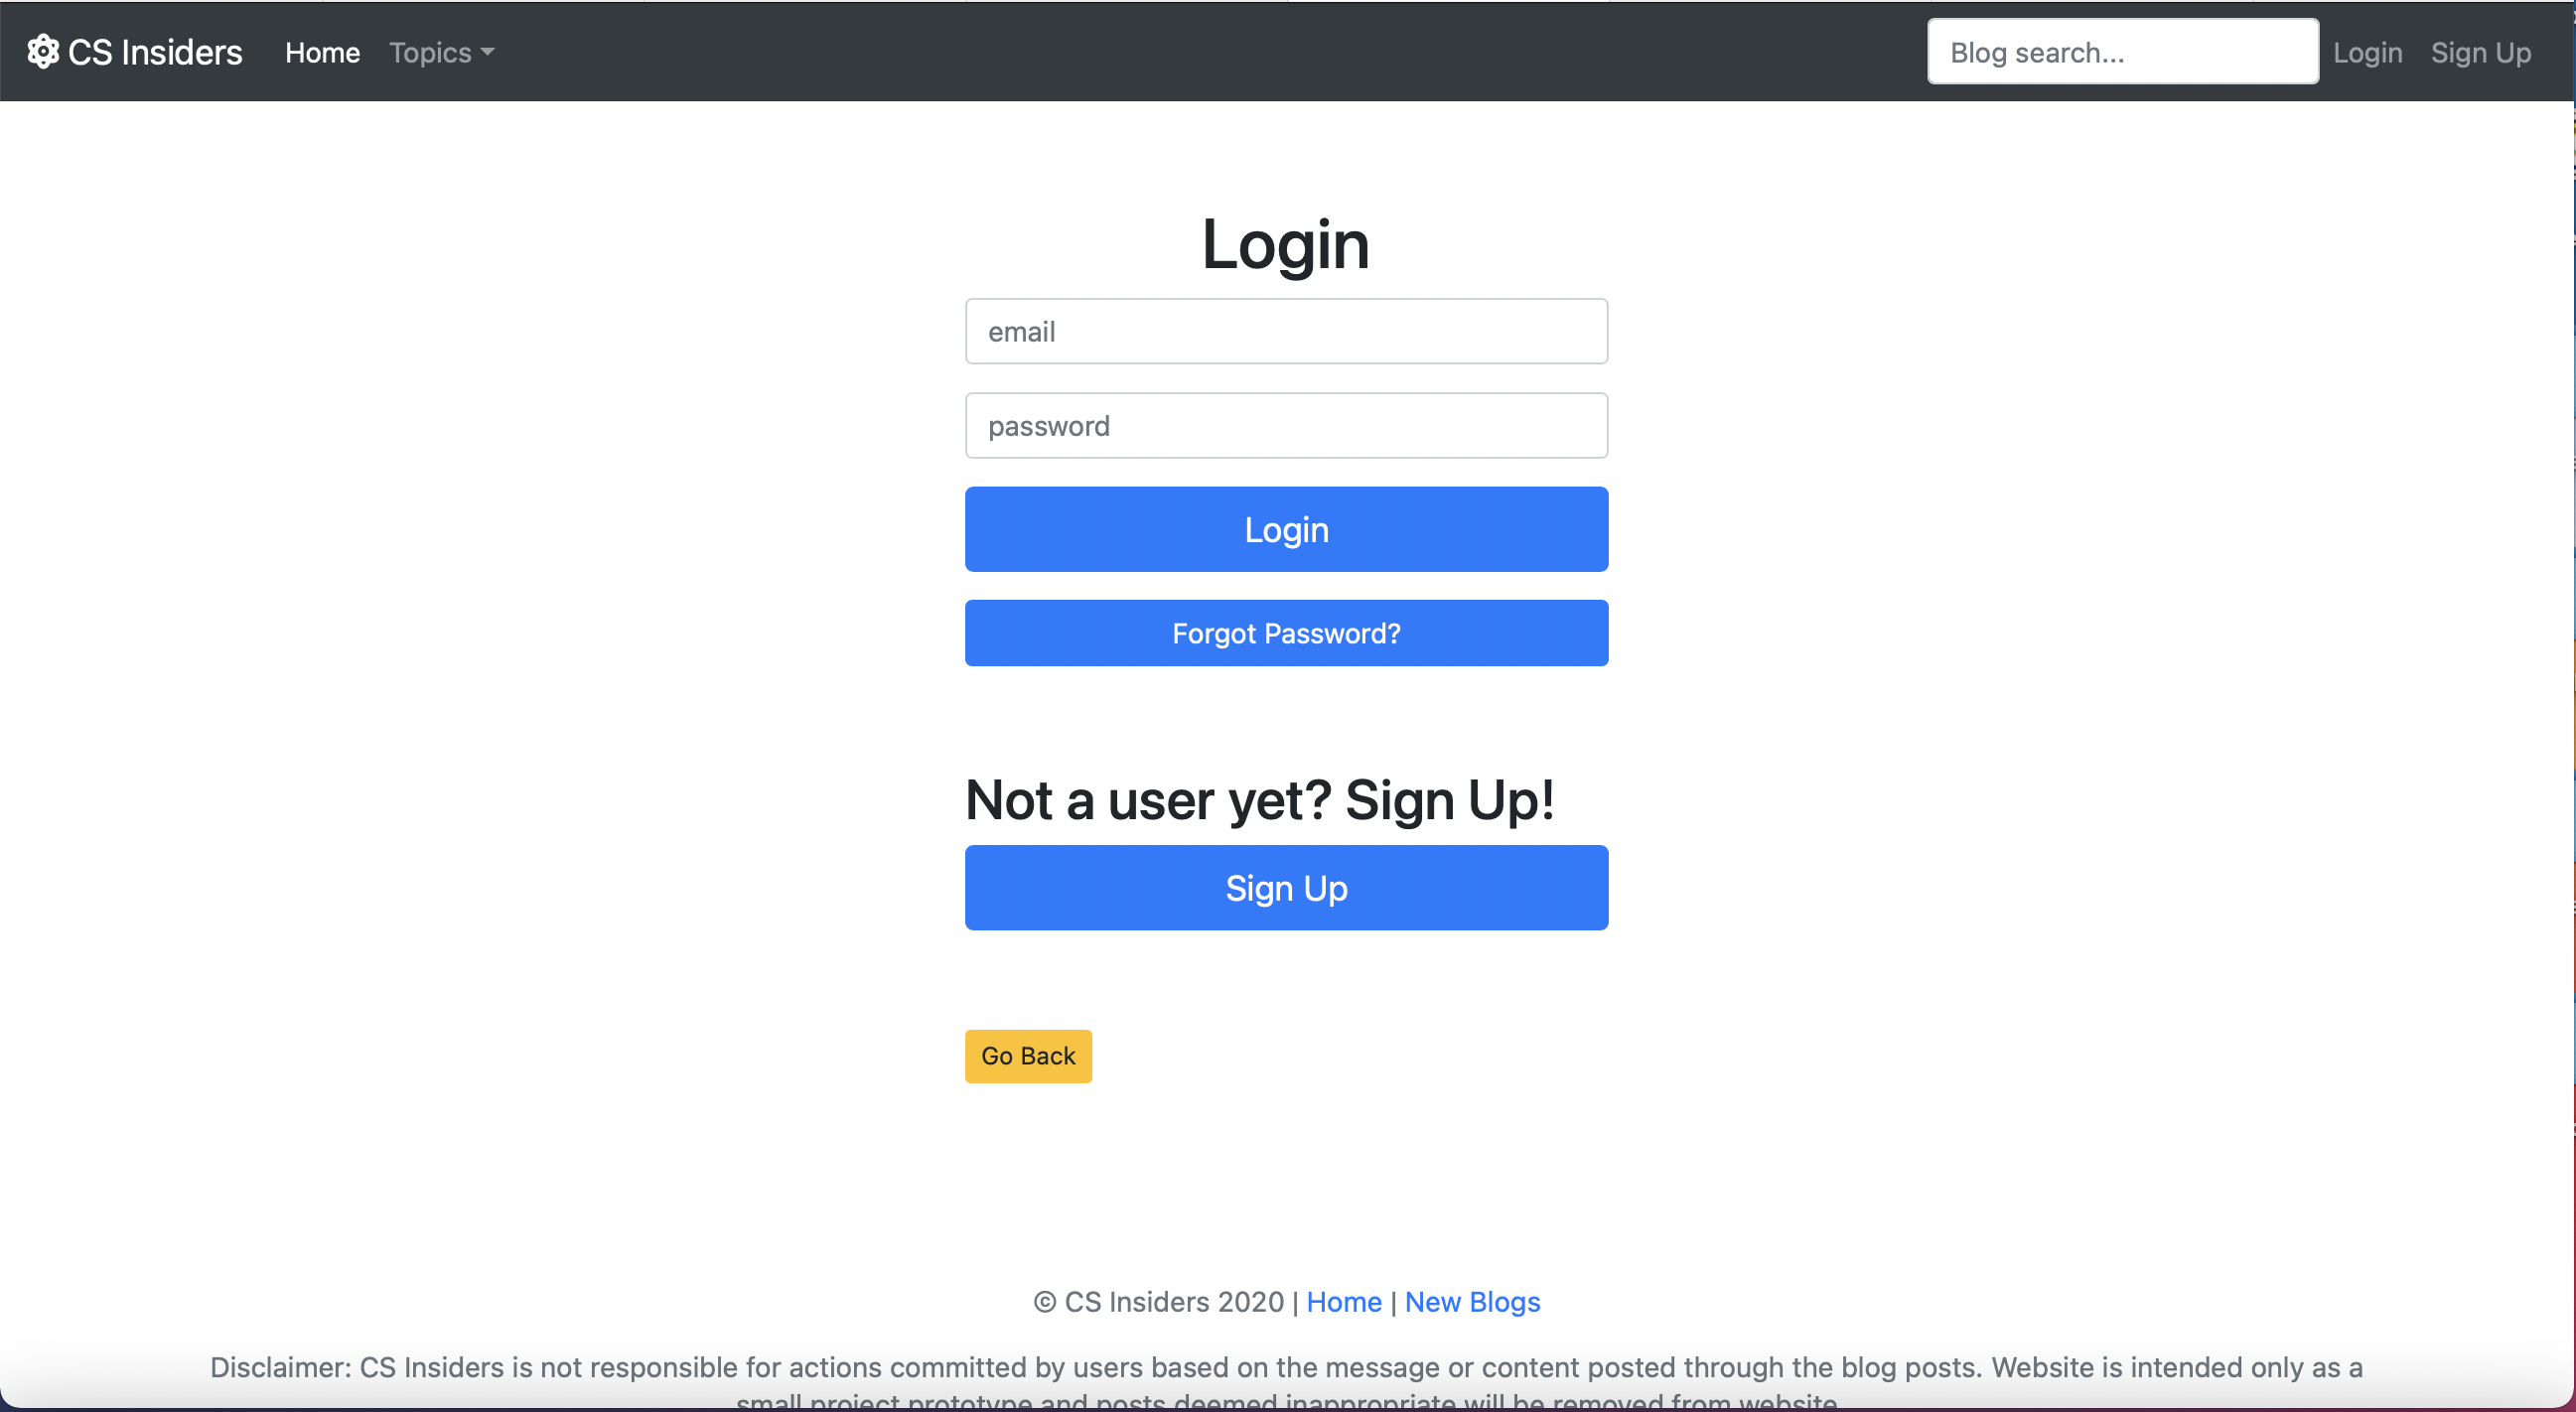 CS Insiders Home Topics Blog search... Login Sign Up
Login
email
password
Login
Forgot Password?
Not a user yet? Sign Up!
Sign Up
Go Back
© CS Insiders 2020 | Home | New Blogs
Disclaimer: CS Insiders is not responsible for actions committed by users based on the message or content posted through the blog posts. Website is intended only as a
small project prototype and posts deemed inappropriate will be removed from website.